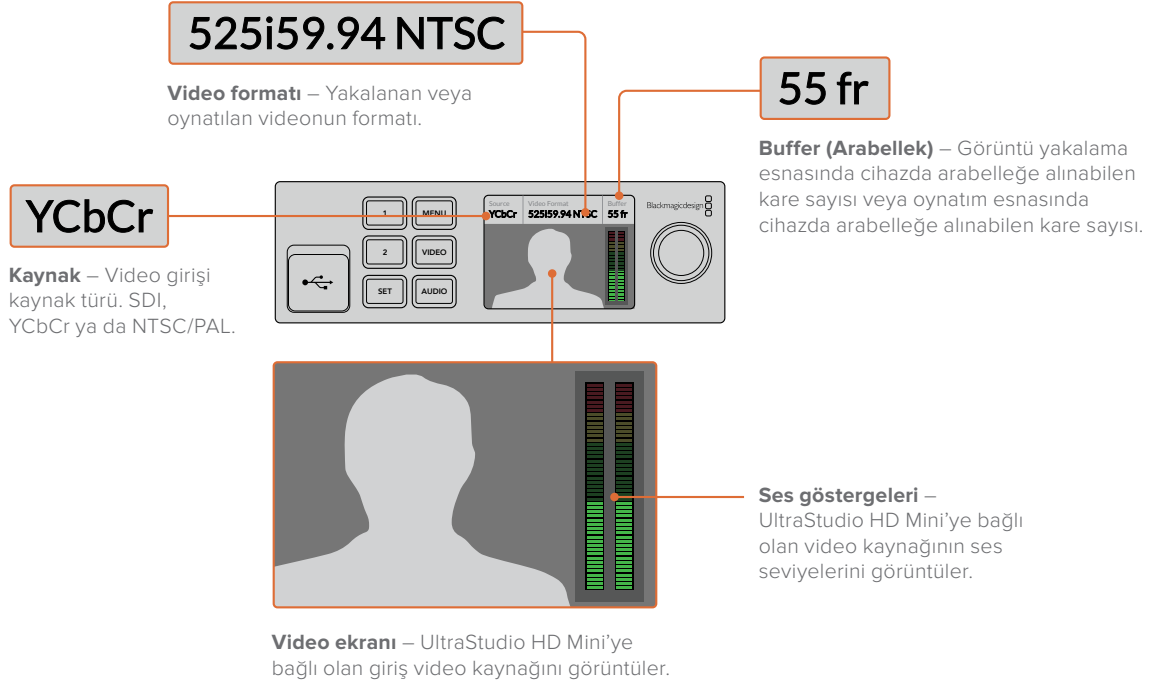 525i59.94 NTSC
Video formatı – Yakalanan veya
oynatılan videonun formatı.
55 fr
Buffer (Arabellek) – Görüntü yakalama
esnasında cihazda arabelleğe alınabilen
kare sayısı veya oynatım esnasında
cihazda arabelleğe alınabilen kare sayısı.
YCbCr
Kaynak – Video girişi
kaynak türü. SDI,
YCbCr ya da NTSC/PAL.
1
MENU
2
VIDEO
SET
AUDIO
Source
YCbCr
Video Format
525I59.94 NTSC
Buffer
55 fr
Blackmagicdesign
Ses göstergeleri –
UltraStudio HD Mini’ye bağlı
olan video kaynağının ses
seviyelerini görüntüler.
Video ekranı – UltraStudio HD Mini’ye
bağlı olan giriş video kaynağını görüntüler.